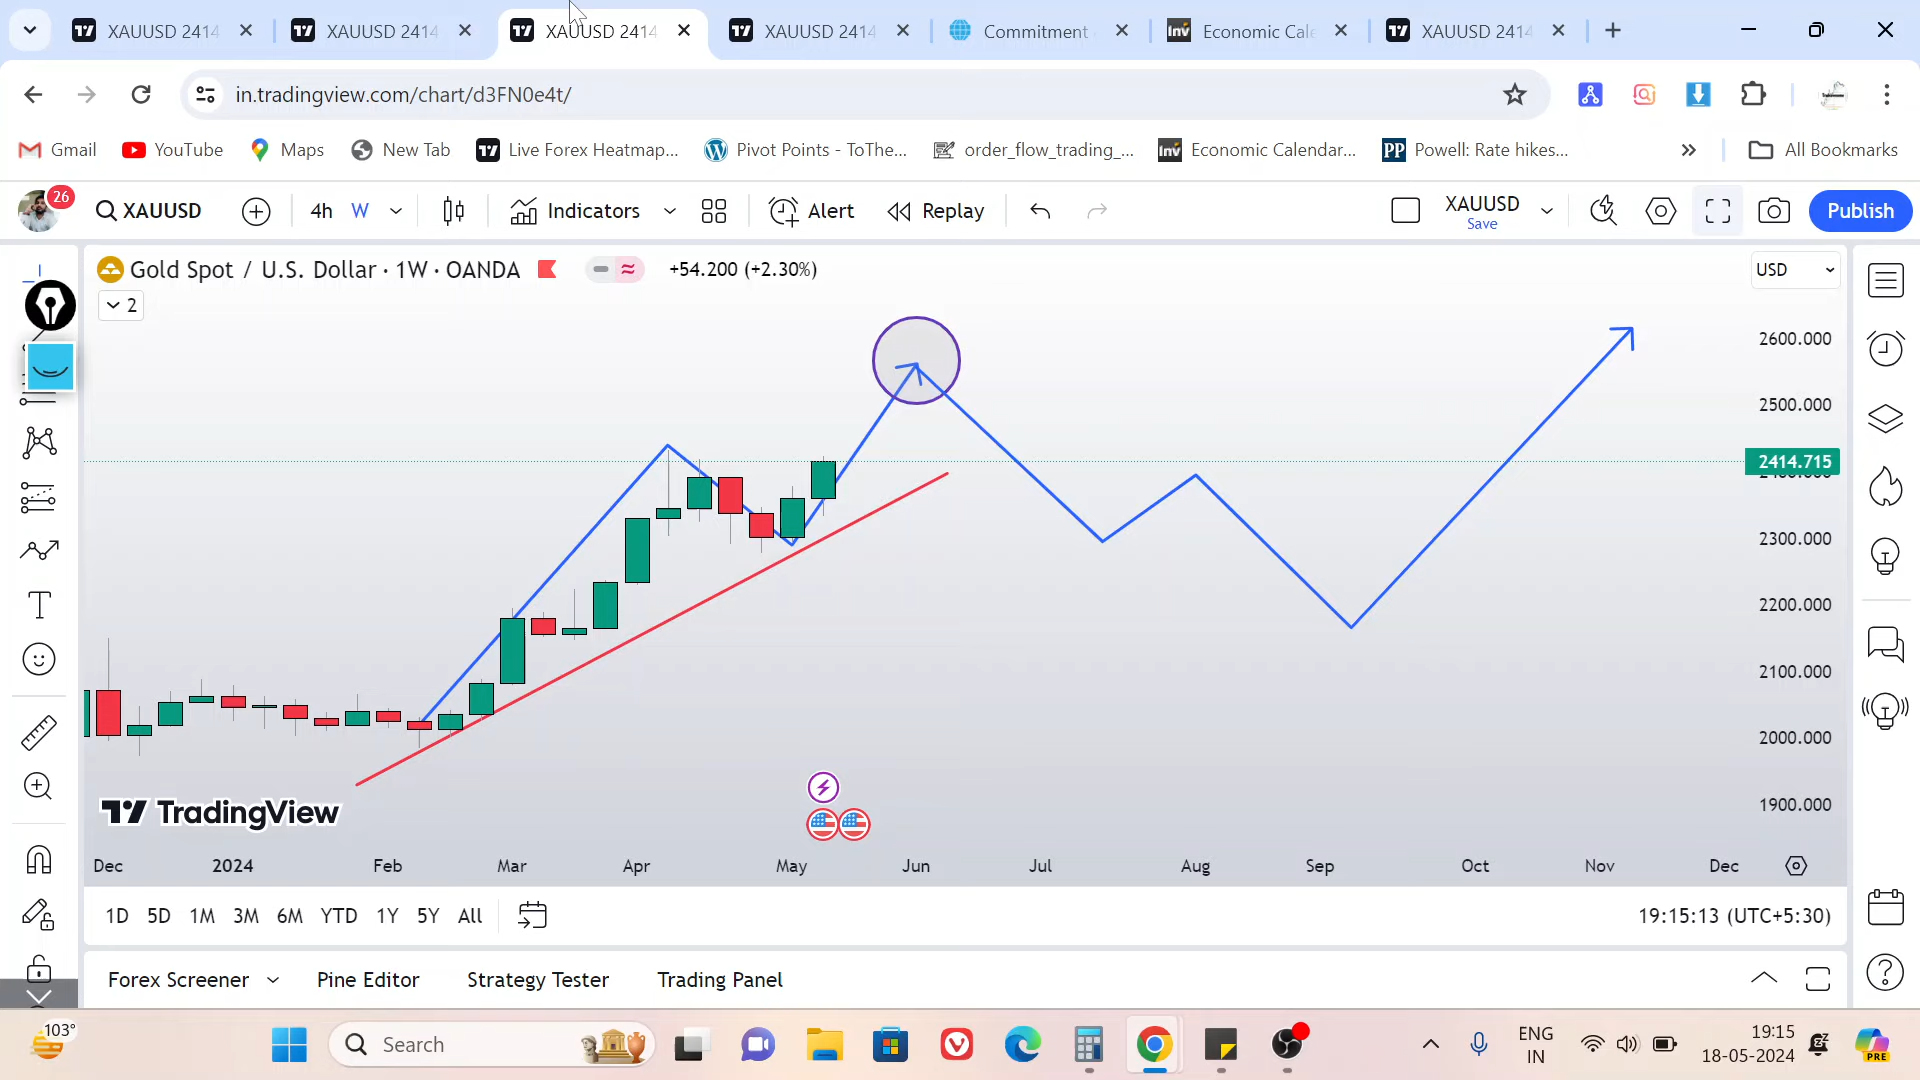 XAUUSD 2414
XAUUSD 2414
XAUUSD 2414
XAUUSD 2414
Commitment
Economic Cale
XAUUSD 2414
in.tradingview.com/chart/d3FN0e4t/
Gmail
YouTube
Maps
New Tab
Live Forex Heatmap...
Pivot Points - ToThe...
order_flow_trading_...
Economic Calendar...
Powell: Rate hikes...
All Bookmarks
26
XAUUSD
4h
W
Indicators
Alert
Replay
XAUUSD
Save
Publish
Gold Spot / U.S. Dollar · 1W · OANDA
+54.200 (+2.30%)
USD
2
2600.000
2500.000
2414.715
2300.000
2200.000
2100.000
2000.000
1900.000
TradingView
Dec
2024
Feb
Mar
Apr
May
Jun
Jul
Aug
Sep
Oct
Nov
Dec
1D
5D
1M
3M
6M
YTD
1Y
5Y
All
19:15:13 (UTC+5:30)
Forex Screener
Pine Editor
Strategy Tester
Trading Panel
103°
Search
ENG
IN
19:15
18-05-2024
PRE